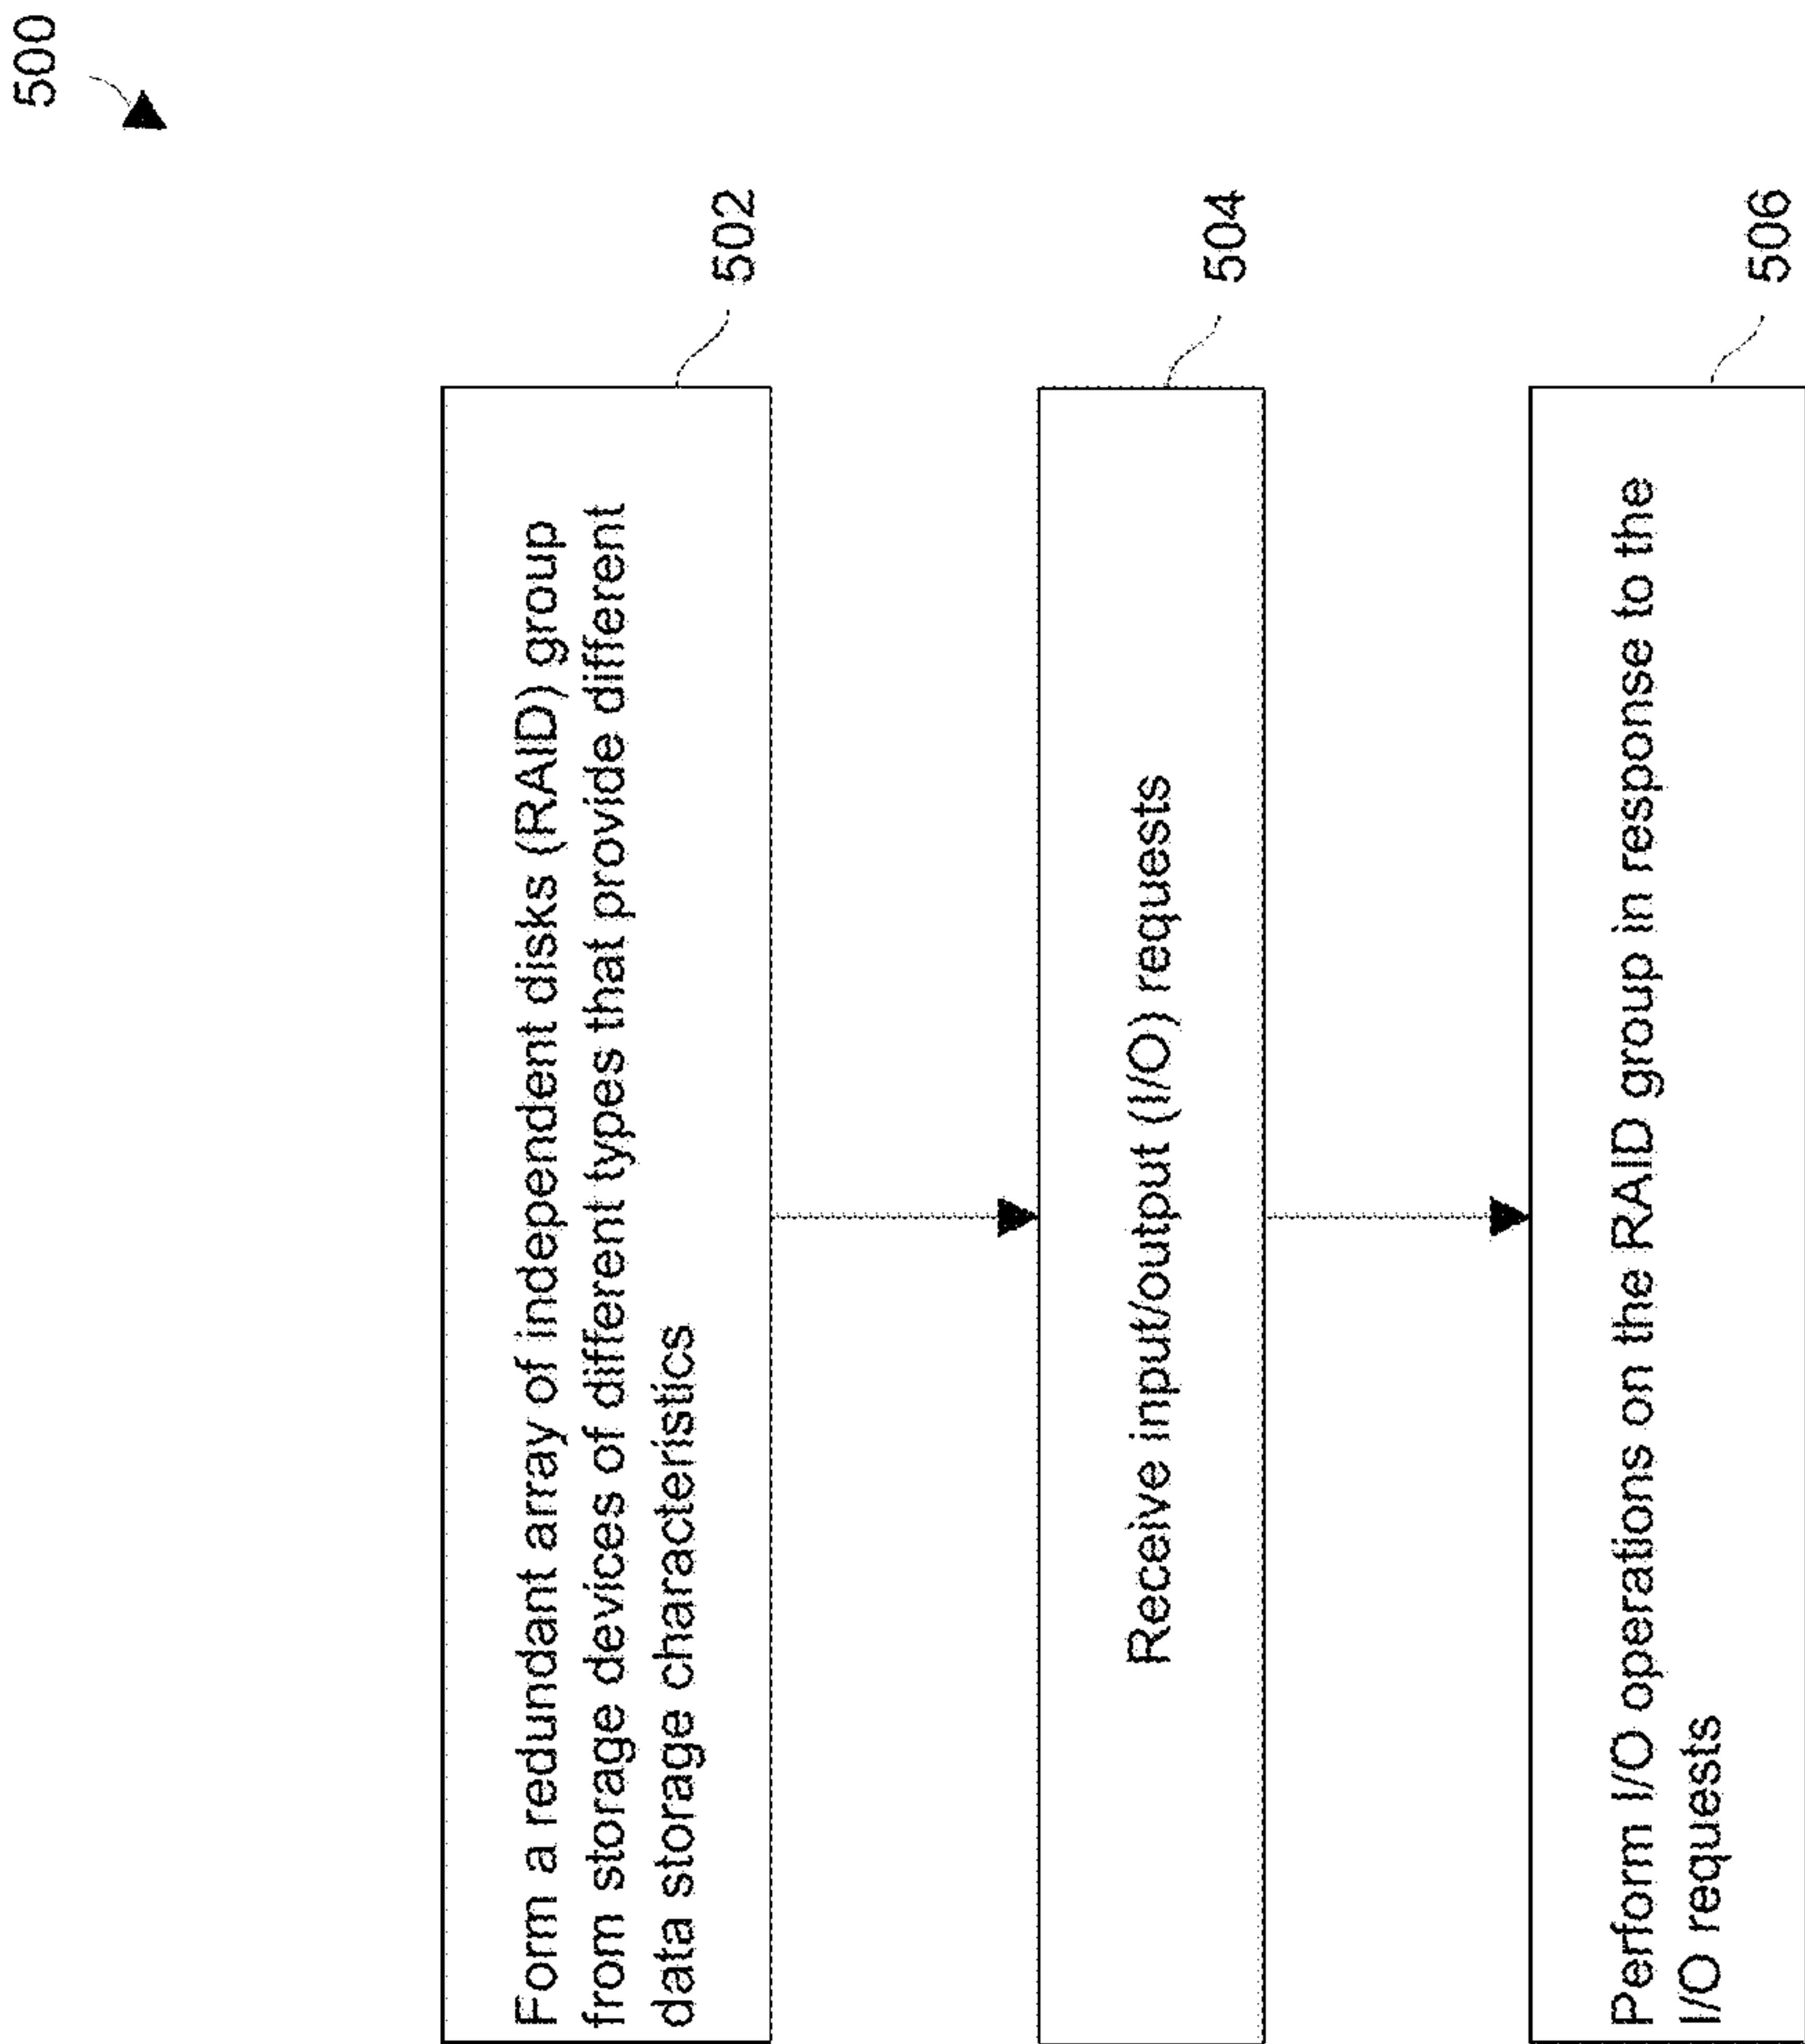 500
Form a redundant array of independent disks (RAID) group
from storage devices of different types that provide different
data storage characteristics
502
Receive input/output (I/O) requests
504
Perform I/O operations on the RAID group in response to the
I/O requests
506